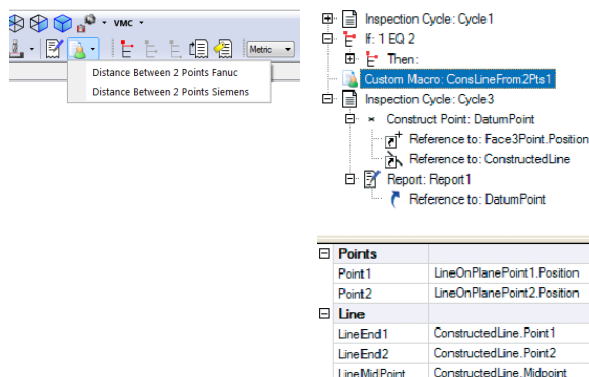 VMC
Metric
Distance Between 2 Points Fanuc
Distance Between 2 Points Siemens
Inspection Cycle: Cycle1
If: 1 EQ 2
Then:
Custom Macro: ConsLineFrom2Pts1
Inspection Cycle: Cycle3
Construct Point: DatumPoint
Reference to: Face3Point.Position
Reference to: ConstructedLine
Report: Report1
Reference to: DatumPoint
Points
Point1 LineOnPlanePoint1.Position
Point2 LineOnPlanePoint2.Position
Line
LineEnd1 ConstructedLine.Point1
LineEnd2 ConstructedLine.Point2
LineMidPoint ConstructedLine.Midpoint